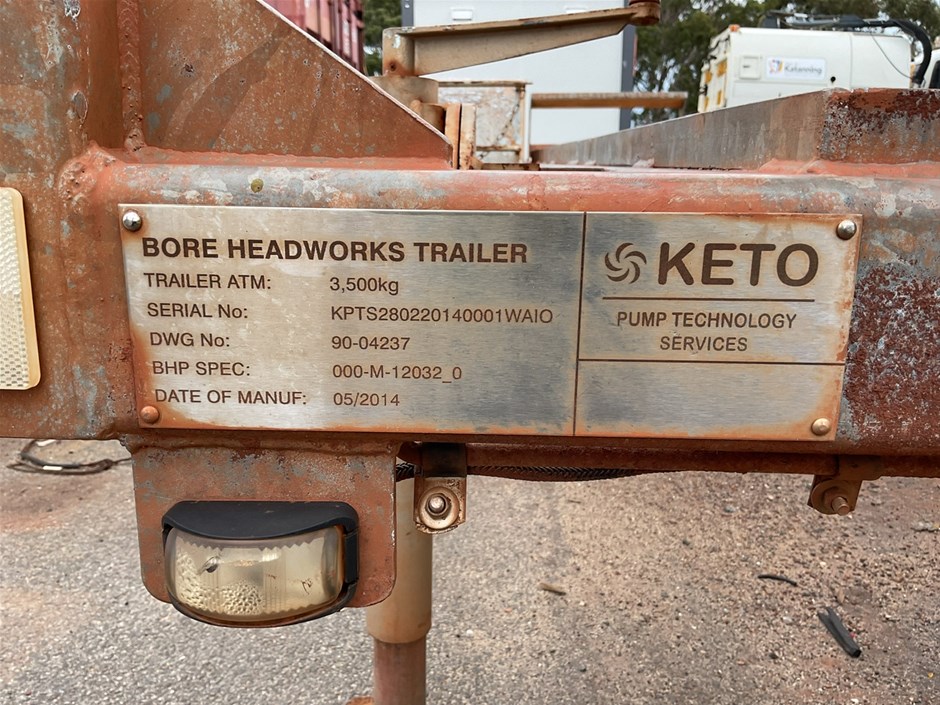 BORE HEADWORKS TRAILER
TRAILER ATM: 3,500kg
SERIAL No: KPTS280220140001WAIO
DWG No: 90-04237
BHP SPEC: 000-M-12032_0
DATE OF MANUF: 05/2014
KETO
PUMP TECHNOLOGY
SERVICES
Katanning